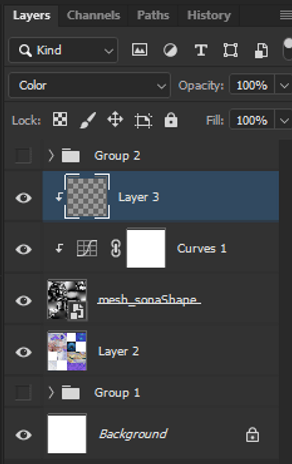 Layers Channels Paths History
Kind
Color Opacity: 100%
Lock: Fill: 100%
Group 2
Layer 3
Curves 1
mesh_sonaShape
Layer 2
Group 1
Background